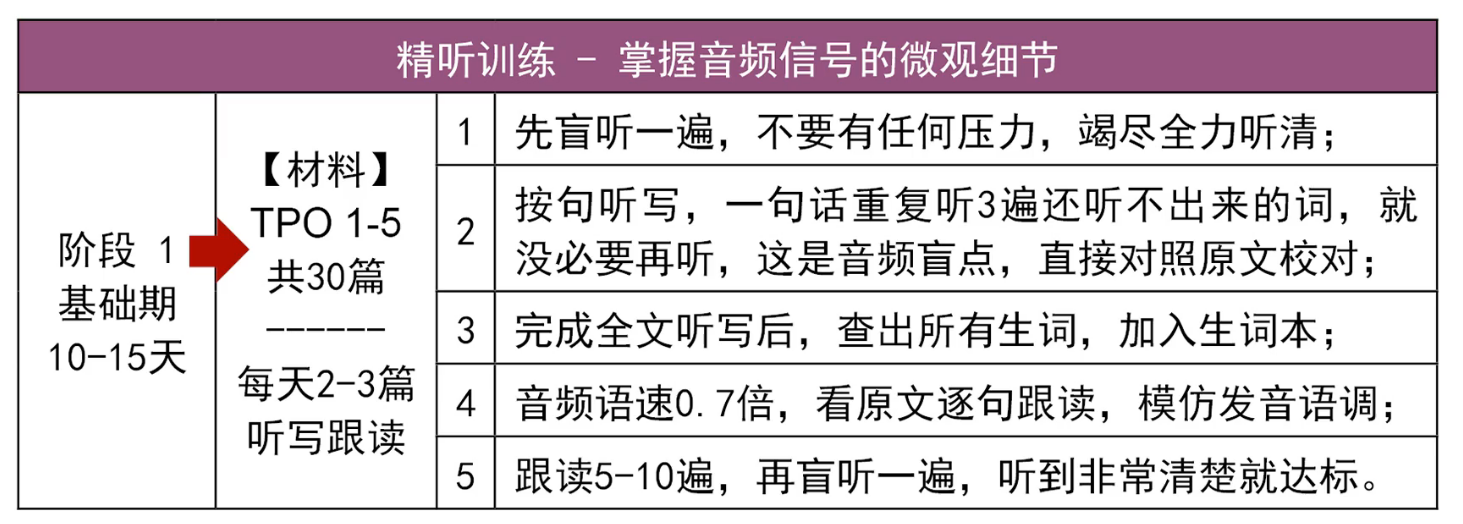 精听训练 - 掌握音频信号的微观细节
阶段 1
基础期
10-15天
【材料】
TPO 1-5
共30篇
------
每天2-3篇
听写跟读
1 先盲听一遍，不要有任何压力，竭尽全力听清；
2 按句听写，一句话重复听3遍还听不出来的词，就
没必要再听，这是音频盲点，直接对照原文校对；
3 完成全文听写后，查出所有生词，加入生词本；
4 音频语速0.7倍，看原文逐句跟读，模仿发音语调；
5 跟读5-10遍，再盲听一遍，听到非常清楚就达标。